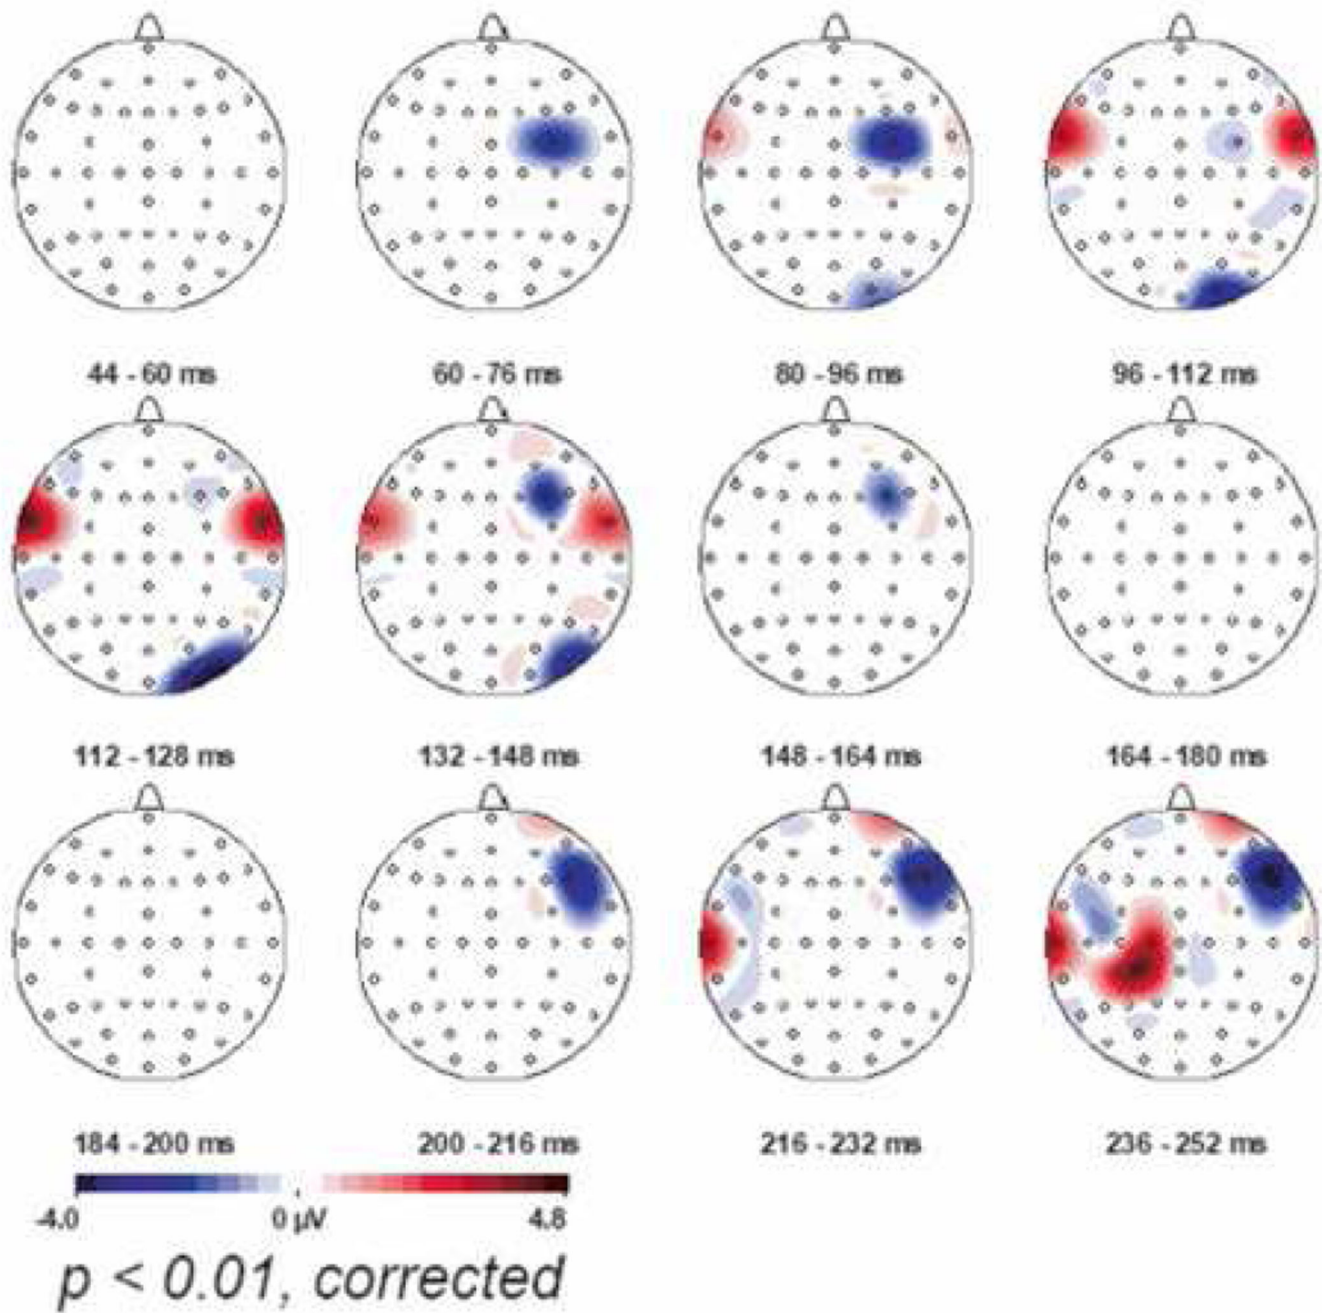 44 - 60 ms
60 - 76 ms
80 - 96 ms
96 - 112 ms
112 - 128 ms
132 - 148 ms
148 - 164 ms
164 - 180 ms
184 - 200 ms
200 - 216 ms
216 - 232 ms
236 - 252 ms
-4.0 0 µV 4.8
p < 0.01, corrected